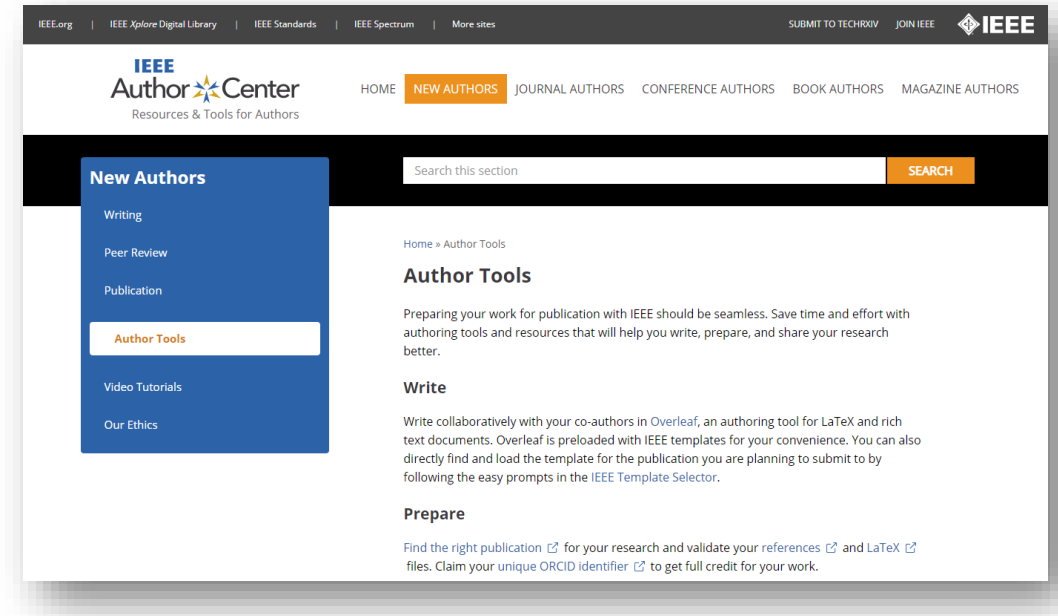 IEEE.org | IEEE Xplore Digital Library | IEEE Standards | IEEE Spectrum | More sites SUBMIT TO TECHRXIV JOIN IEEE IEEE
IEEE
Author Center
Resources & Tools for Authors
HOME NEW AUTHORS JOURNAL AUTHORS CONFERENCE AUTHORS BOOK AUTHORS MAGAZINE AUTHORS
Search this section SEARCH
New Authors
Writing
Peer Review
Publication
Author Tools
Video Tutorials
Our Ethics
Home » Author Tools
Author Tools
Preparing your work for publication with IEEE should be seamless. Save time and effort with
authoring tools and resources that will help you write, prepare, and share your research
better.
Write
Write collaboratively with your co-authors in Overleaf, an authoring tool for LaTeX and rich
text documents. Overleaf is preloaded with IEEE templates for your convenience. You can also
directly find and load the template for the publication you are planning to submit to by
following the easy prompts in the IEEE Template Selector.
Prepare
Find the right publication for your research and validate your references and LaTeX
files. Claim your unique ORCID identifier to get full credit for your work.